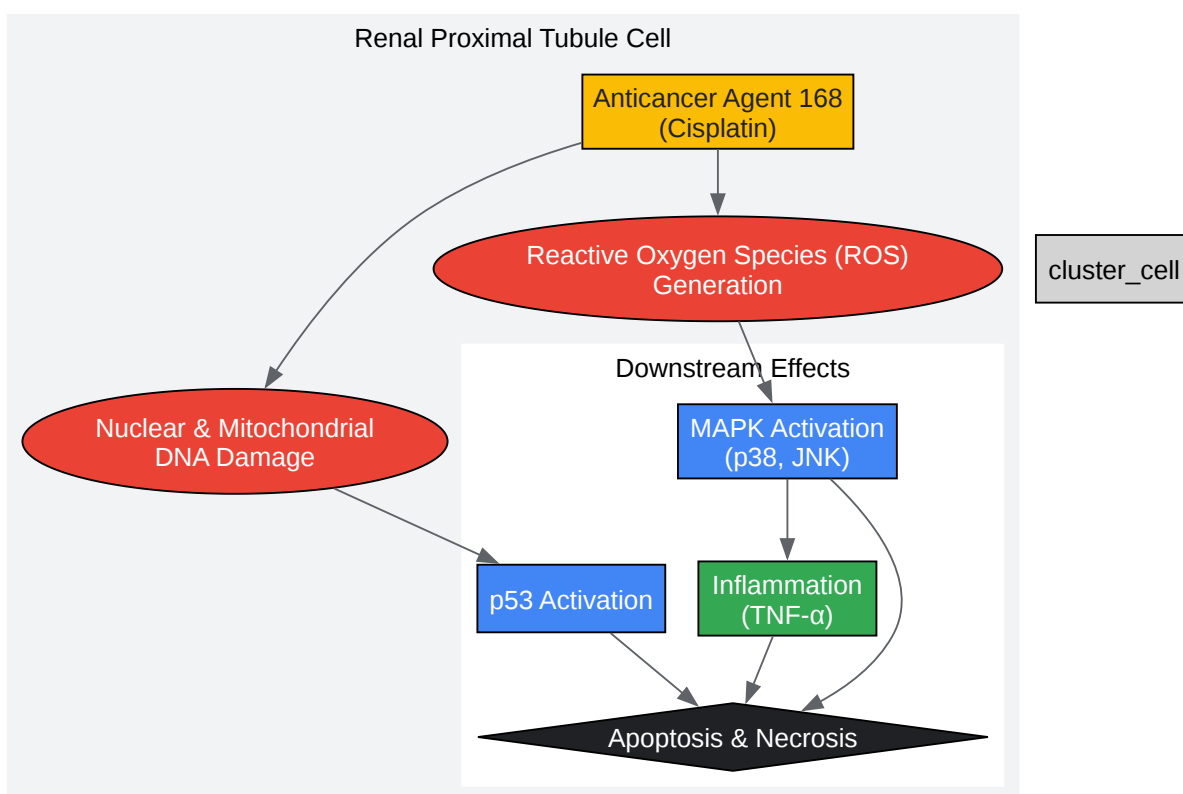 Renal Proximal Tubule Cell
Anticancer Agent 168
(Cisplatin)
Reactive Oxygen Species (ROS)
Generation
cluster_cell
Downstream Effects
Nuclear & Mitochondrial
DNA Damage
MAPK Activation
(p38, JNK)
p53 Activation
Inflammation
(TNF-α)
Apoptosis & Necrosis